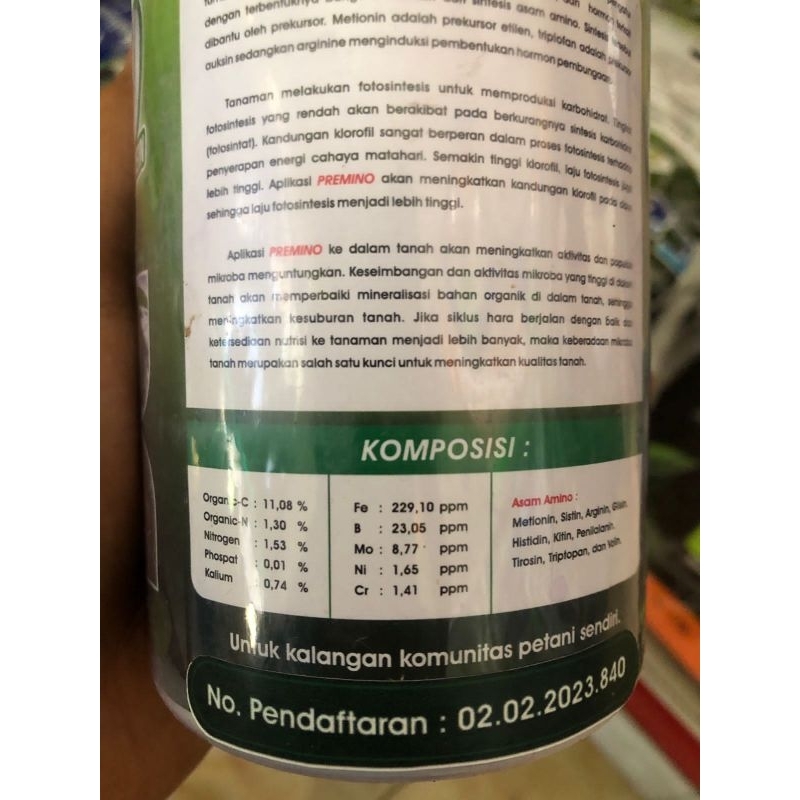 dengan terbentuknya sintesis asam amino.
dibantu oleh prekursor. Metionin adalah prekursor etilen, triptofan adalah
auksin sedangkan arginine menginduksi pembentukan hormon pembungaan.
Tanaman melakukan fotosintesis untuk memproduksi karbohidrat.
fotosintesis yang rendah akan berakibat pada berkurangnya sintesis
(fotosintat). Kandungan klorofil sangat berperan dalam proses fotosintesis
penyerapan energi cahaya matahari. Semakin tinggi klorofil, laju fotosintesis
lebih tinggi. Aplikasi PREMINO akan meningkatkan kandungan klorofil pada
sehingga laju fotosintesis menjadi lebih tinggi.
Aplikasi PREMINO ke dalam tanah akan meningkatkan aktivitas dan
mikroba menguntungkan. Keseimbangan dan aktivitas mikroba yang tinggi di dalam
tanah akan memperbaiki mineralisasi bahan organik di dalam tanah,
meningkatkan kesuburan tanah. Jika siklus hara berjalan dengan baik
ketersediaan nutrisi ke tanaman menjadi lebih banyak, maka keberadaan
tanah merupakan salah satu kunci untuk meningkatkan kualitas tanah.
KOMPOSISI :
Organic-C : 11,08 %
Organic-N : 1,30 %
Nitrogen : 1,53 %
Phospat : 0,01 %
Kalium : 0,74 %
Fe : 229,10 ppm
B : 23,05 ppm
Mo : 8,77 ppm
Ni : 1,65 ppm
Cr : 1,41 ppm
Asam Amino :
Metionin, Sistin, Arginin,
Histidin, Kitin, Penilalanin,
Tirosin, Triptopan, dan Valin.
Untuk kalangan komunitas petani sendiri.
No. Pendaftaran : 02.02.2023.840